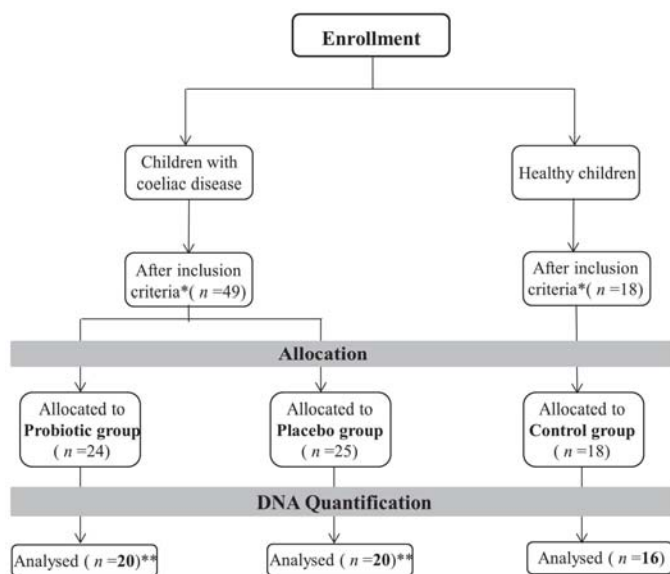 Enrollment
Children with
coeliac disease
Healthy children
After inclusion
criteria*( n =49)
After inclusion
criteria*( n =18)
Allocation
Allocated to
Probiotic group
( n =24)
Allocated to
Placebo group
( n =25)
Allocated to
Control group
( n =18)
DNA Quantification
Analysed ( n =20)**
Analysed ( n =20)**
Analysed ( n =16)